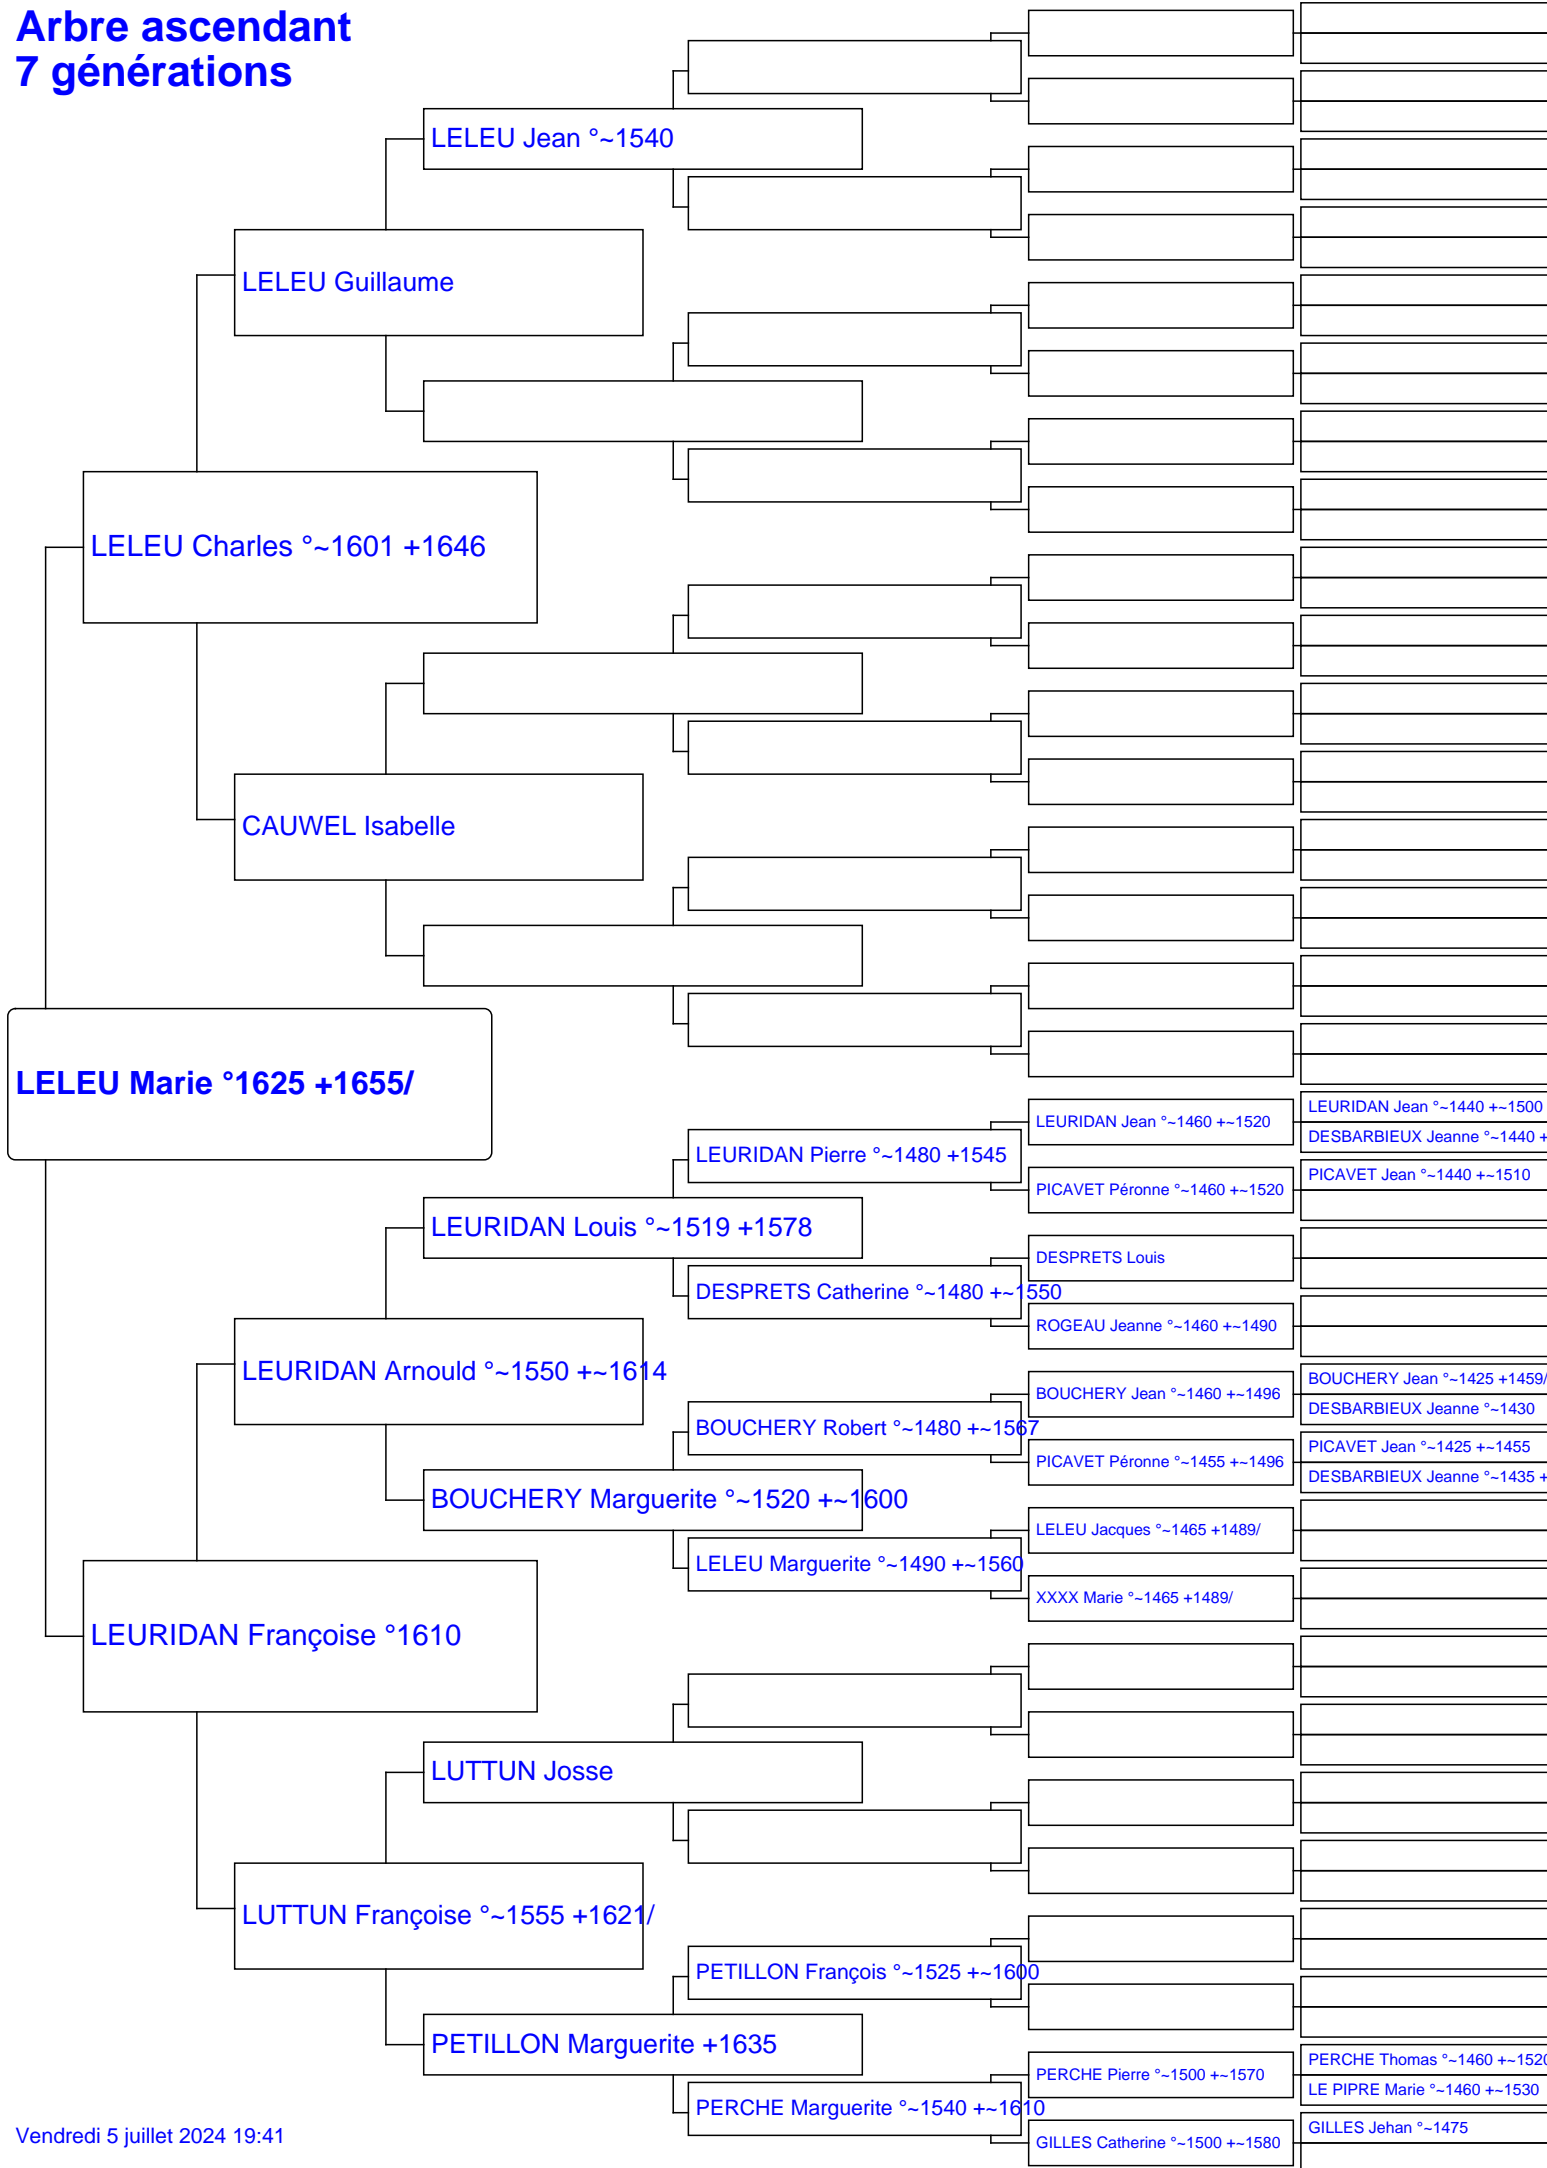 Arbre ascendant
7 générations
LELEU Jean °~1540
LELEU Guillaume
LELEU Charles °~1601 +1646
CAUWEL Isabelle
LELEU Marie °1625 +1655/
LEURIDAN Jean °~1440 +~1500
LEURIDAN Jean °~1460 +~1520
DESBARBIEUX Jeanne °~1440 +
LEURIDAN Pierre °~1480 +1545
PICAVET Jean °~1440 +~1510
PICAVET Péronne °~1460 +~1520
LEURIDAN Louis °~1519 +1578
DESPRETS Louis
DESPRETS Catherine °~1480 +~1550
ROGEAU Jeanne °~1460 +~1490
LEURIDAN Arnould °~1550 +~1614
BOUCHERY Jean °~1425 +1459/
BOUCHERY Jean °~1460 +~1496
DESBARBIEUX Jeanne °~1430
BOUCHERY Robert °~1480 +~1567
PICAVET Jean °~1425 +~1455
PICAVET Péronne °~1455 +~1496
DESBARBIEUX Jeanne °~1435 +
BOUCHERY Marguerite °~1520 +~1600
LELEU Jacques °~1465 +1489/
LELEU Marguerite °~1490 +~1560
XXXX Marie °~1465 +1489/
LEURIDAN Françoise °1610
LUTTUN Josse
LUTTUN Françoise °~1555 +1621/
PETILLON François °~1525 +~1600
PETILLON Marguerite +1635
PERCHE Thomas °~1460 +~1520
PERCHE Pierre °~1500 +~1570
LE PIPRE Marie °~1460 +~1530
PERCHE Marguerite °~1540 +~1610
GILLES Jehan °~1475
GILLES Catherine °~1500 +~1580
Vendredi 5 juillet 2024 19:41